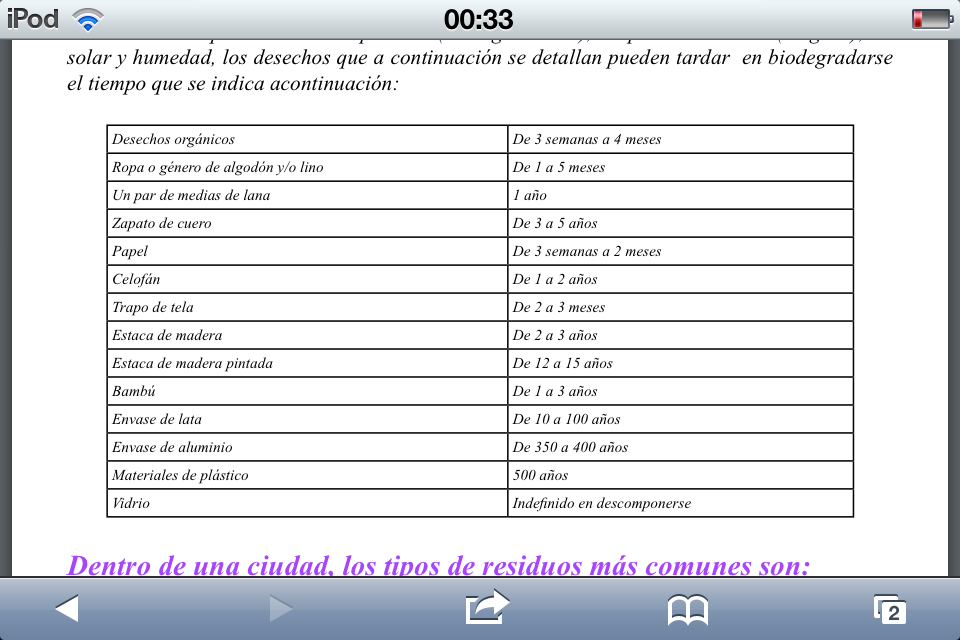 iPod 00:33
solar y humedad, los desechos que a continuación se detallan pueden tardar en biodegradarse
el tiempo que se indica acontinuación:
Desechos orgánicos De 3 semanas a 4 meses
Ropa o género de algodón y/o lino De 1 a 5 meses
Un par de medias de lana 1 año
Zapato de cuero De 3 a 5 años
Papel De 3 semanas a 2 meses
Celofán De 1 a 2 años
Trapo de tela De 2 a 3 meses
Estaca de madera De 2 a 3 años
Estaca de madera pintada De 12 a 15 años
Bambú De 1 a 3 años
Envase de lata De 10 a 100 años
Envase de aluminio De 350 a 400 años
Materiales de plástico 500 años
Vidrio Indefinido en descomponerse
Dentro de una ciudad, los tipos de residuos más comunes son:
2